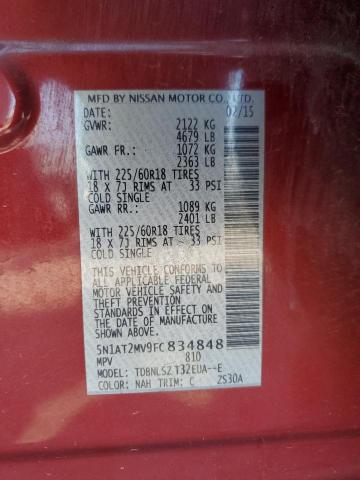 MFD BY NISSAN MOTOR CO., LTD.
DATE: 02/15
GVWR: 2122 KG
4679 LB
GAWR FR.: 1072 KG
2363 LB
WITH 225/60R18 TIRES
18 X 7J RIMS AT 33 PSI
COLD SINGLE
GAWR RR.: 1089 KG
2401 LB
WITH 225/60R18 TIRES
18 X 7J RIMS AT 33 PSI
COLD SINGLE
THIS VEHICLE CONFORMS TO
ALL APPLICABLE FEDERAL
MOTOR VEHICLE SAFETY AND
THEFT PREVENTION
STANDARDS IN EFFECT ON
THE DATE OF MANUFACTURE
SHOWN ABOVE.
5N1AT2MV9FC834848
MPV 810
MODEL: TDBNLSZ T32EUA--E
COLOR: NAH TRIM: C ZS30A